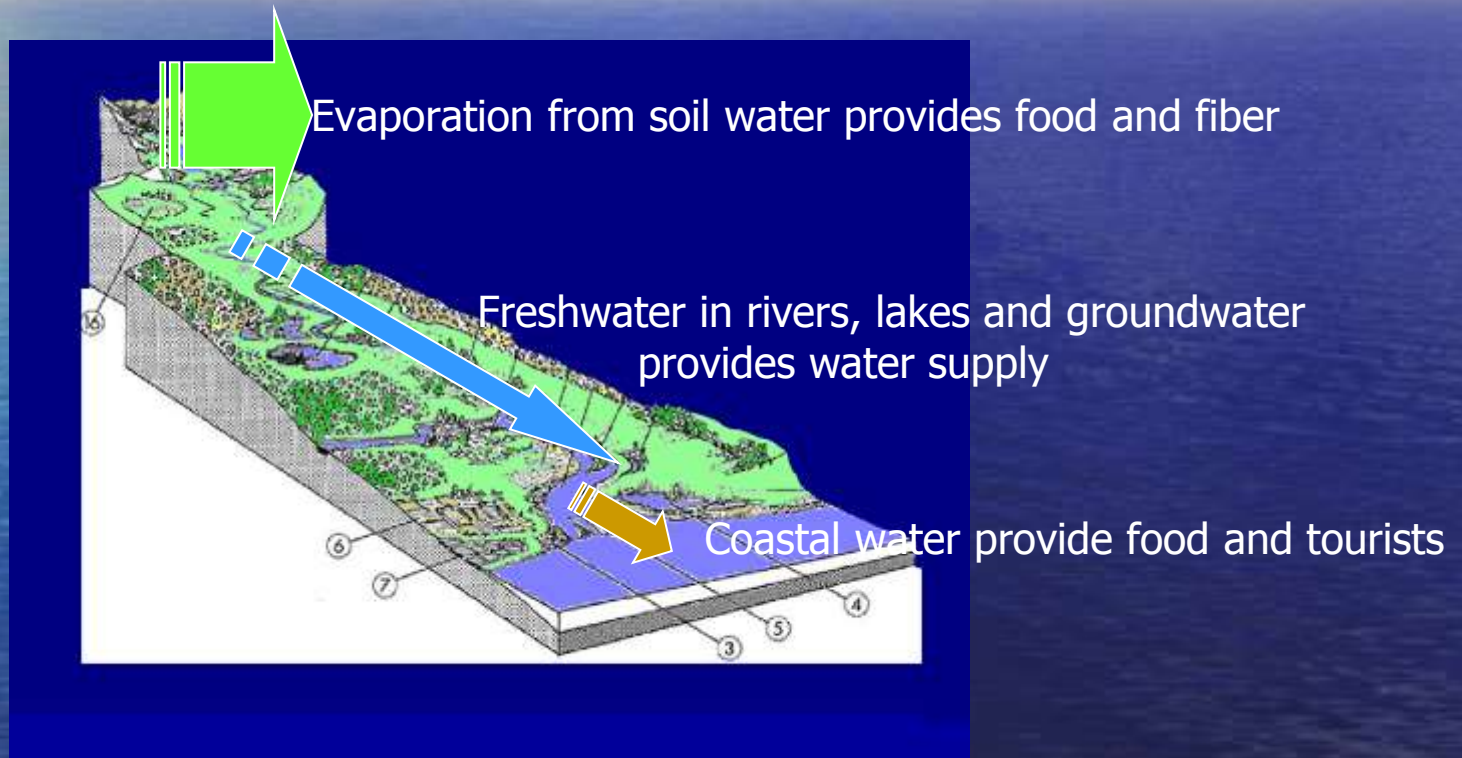 Evaporation from soil water provides food and fiber
16
Freshwater in rivers, lakes and groundwater
provides water supply
Coastal water provide food and tourists
6
7
4
5
3